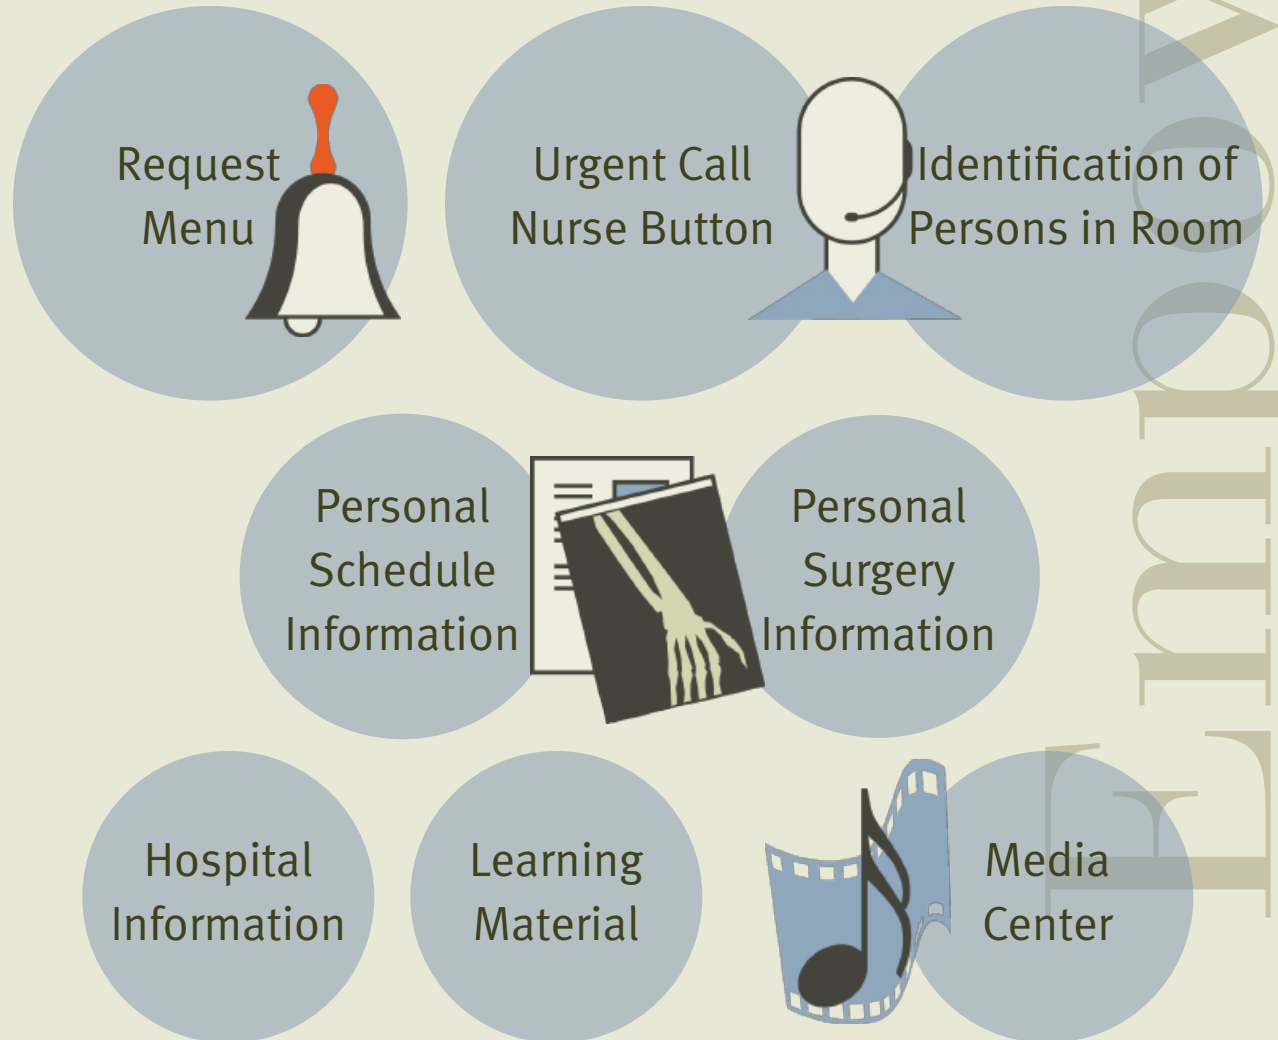 Request
Menu
Urgent Call
Nurse Button
Identification of
Persons in Room
Personal
Schedule
Information
Personal
Surgery
Information
Hospital
Information
Learning
Material
Media
Center
Empow